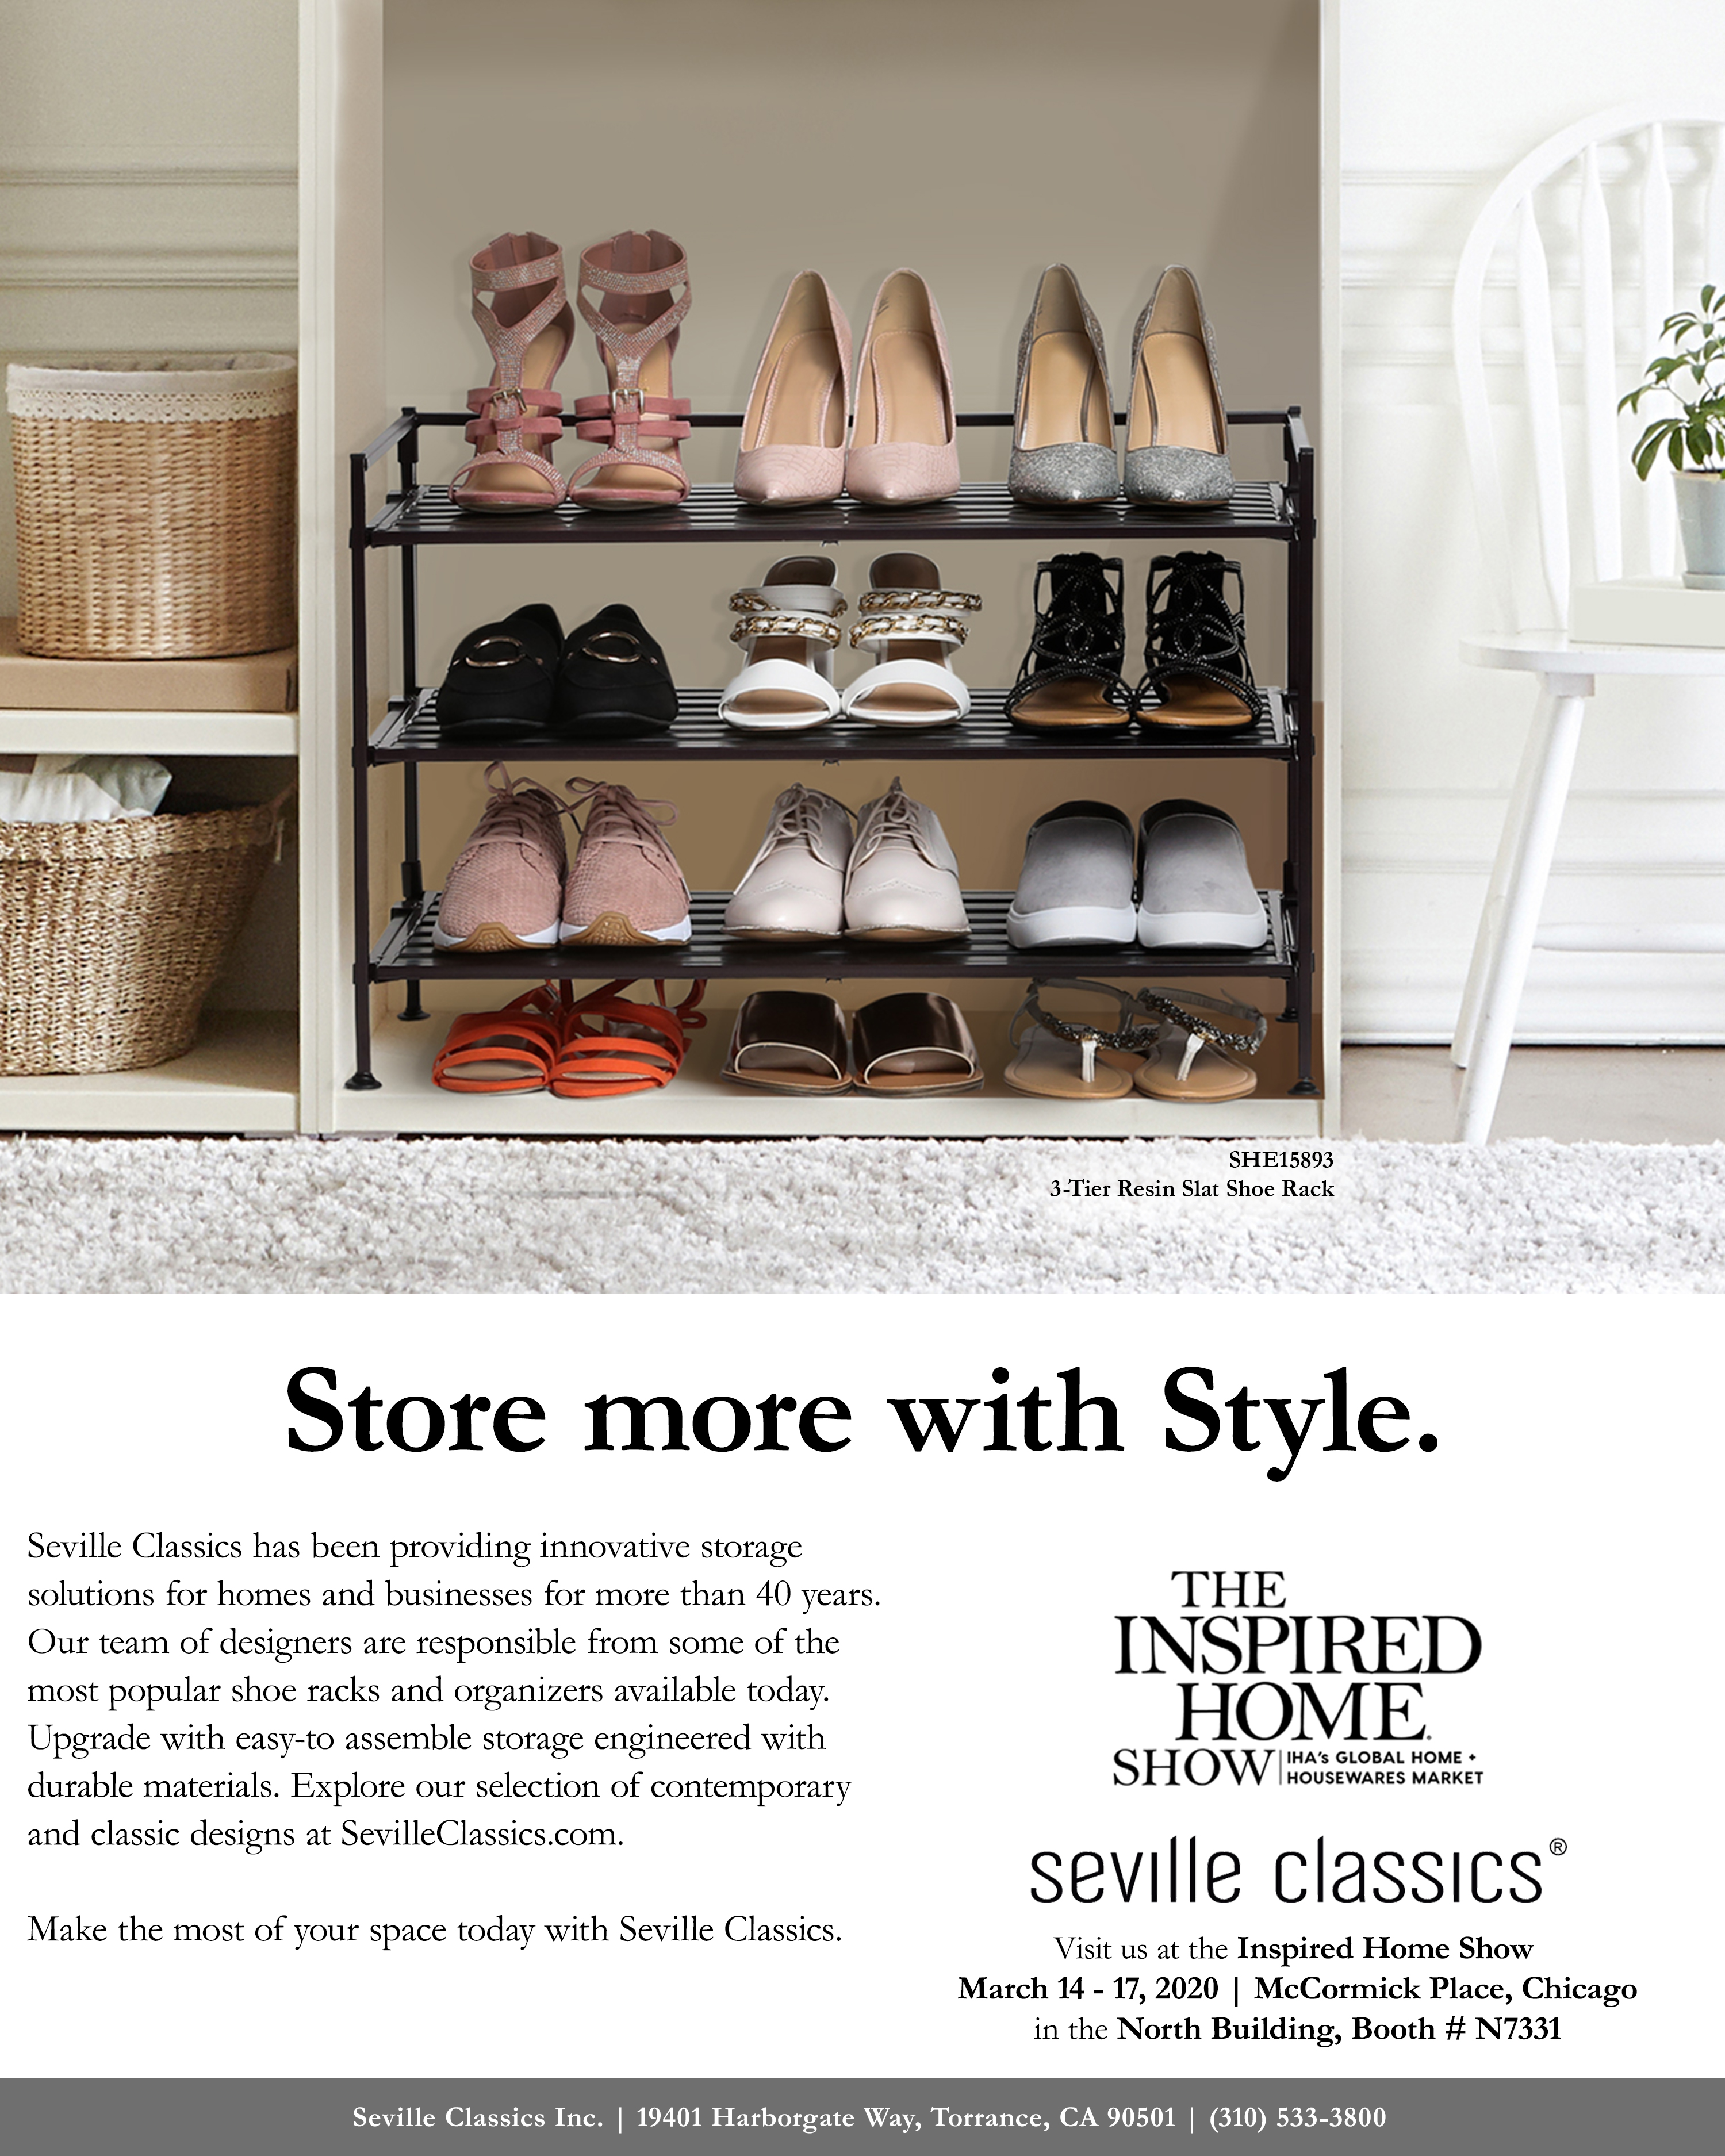 SHE15893
3-Tier Resin Slat Shoe Rack
Store more with Style.
Seville Classics has been providing innovative storage
solutions for homes and businesses for more than 40 years.
Our team of designers are responsible from some of the
most popular shoe racks and organizers available today.
Upgrade with easy-to assemble storage engineered with
durable materials. Explore our selection of contemporary
and classic designs at SevilleClassics.com.
Make the most of your space today with Seville Classics.
THE
INSPIRED
HOME®
SHOW | IHA's GLOBAL HOME +
HOUSEWARES MARKET
seville classics®
Visit us at the Inspired Home Show
March 14 - 17, 2020 | McCormick Place, Chicago
in the North Building, Booth # N7331
Seville Classics Inc. | 19401 Harborgate Way, Torrance, CA 90501 | (310) 533-3800